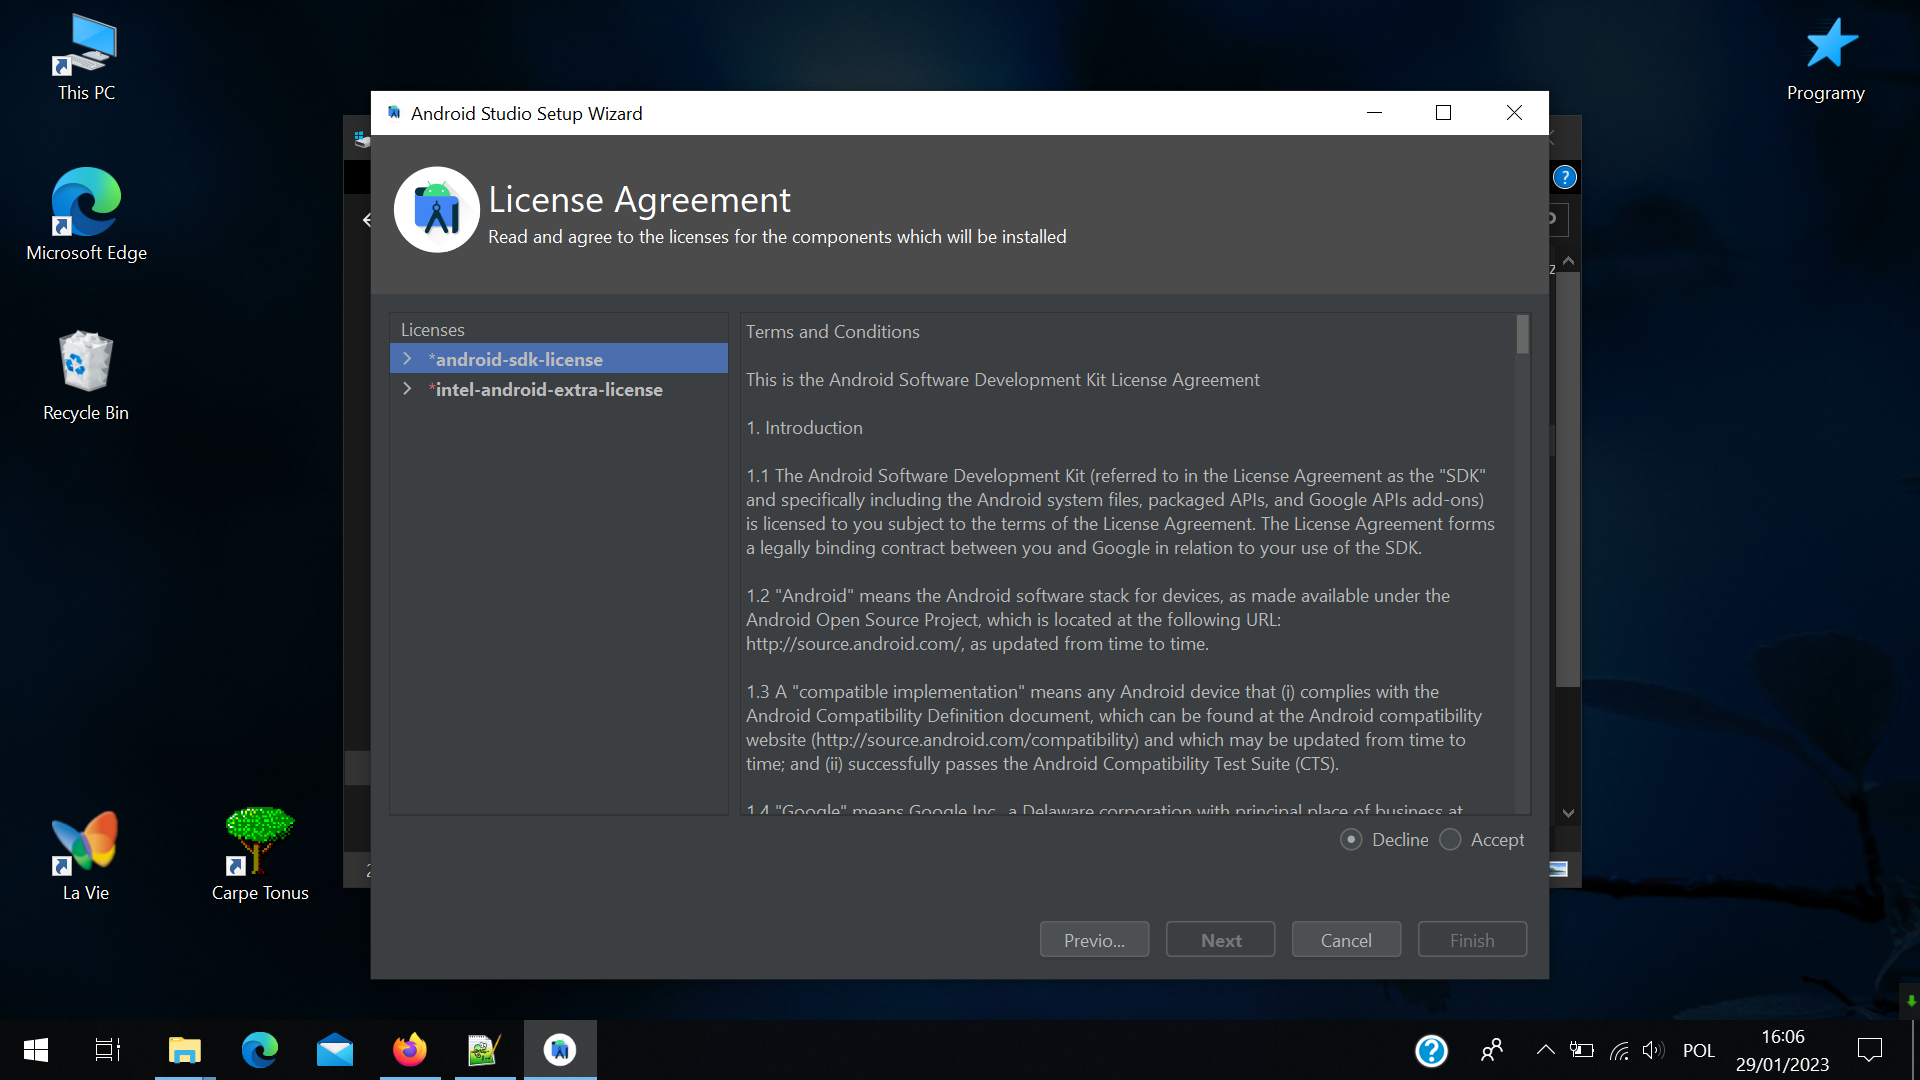 This PC
Microsoft Edge
Recycle Bin
La Vie
Carpe Tonus
Programy
Android Studio Setup Wizard
License Agreement
Read and agree to the licenses for the components which will be installed
Licenses
*android-sdk-license
*intel-android-extra-license
Terms and Conditions
This is the Android Software Development Kit License Agreement
1. Introduction
1.1 The Android Software Development Kit (referred to in the License Agreement as the "SDK"
and specifically including the Android system files, packaged APIs, and Google APIs add-ons)
is licensed to you subject to the terms of the License Agreement. The License Agreement forms
a legally binding contract between you and Google in relation to your use of the SDK.
1.2 "Android" means the Android software stack for devices, as made available under the
Android Open Source Project, which is located at the following URL:
http://source.android.com/, as updated from time to time.
1.3 A "compatible implementation" means any Android device that (i) complies with the
Android Compatibility Definition document, which can be found at the Android compatibility
website (http://source.android.com/compatibility) and which may be updated from time to
time; and (ii) successfully passes the Android Compatibility Test Suite (CTS).
1.4 "Google" means Google Inc., a Delaware corporation with principal place of business at
Decline
Accept
Previo...
Next
Cancel
Finish
POL
16:06
29/01/2023